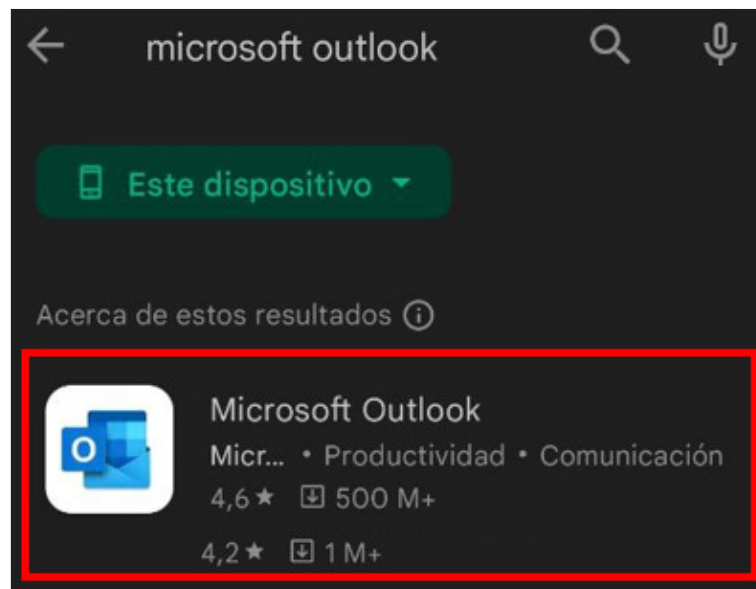 microsoft outlook
Este dispositivo
Acerca de estos resultados
Microsoft Outlook
Micr... • Productividad • Comunicación
4,6 ★ 500 M+
4,2 ★ 1 M+